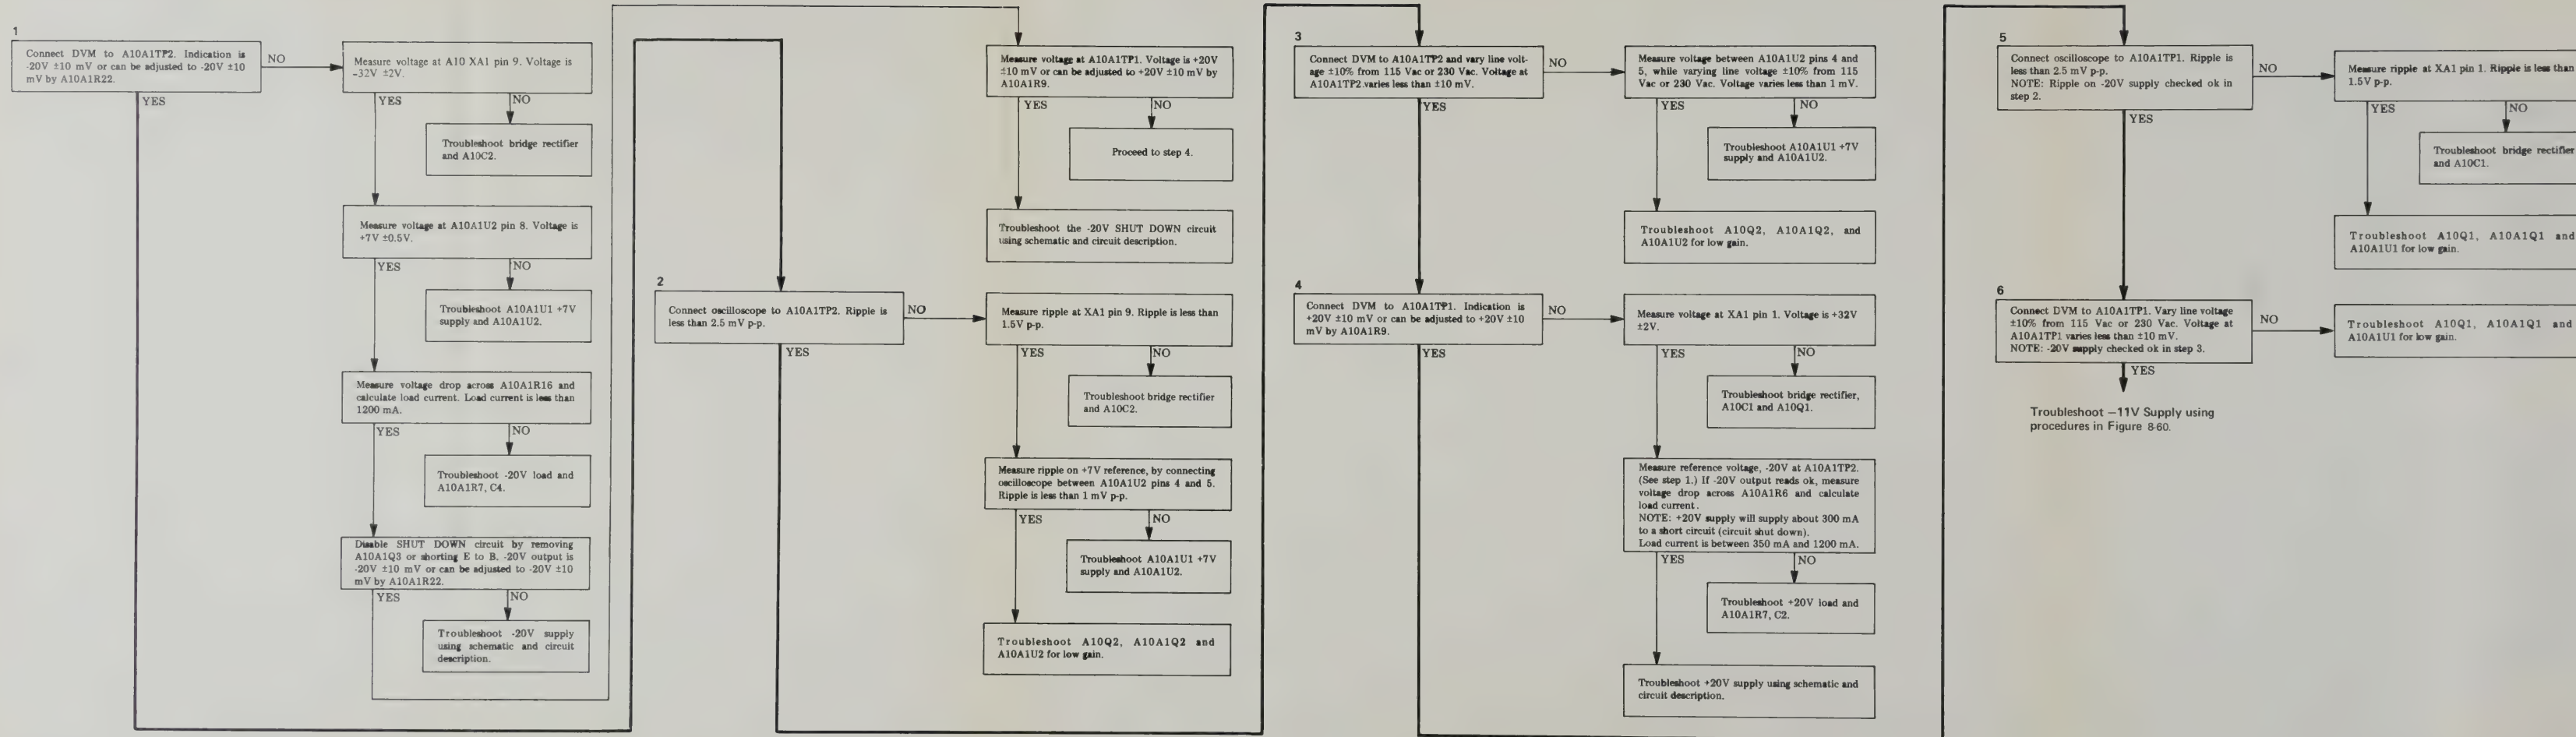 1
Connect DVM to A10A1TP2. Indication is
-20V ±10 mV or can be adjusted to -20V ±10
mV by A10A1R22.
NO
YES
Measure voltage at A10 XA1 pin 9. Voltage is
-32V ±2V.
YES
NO
Troubleshoot bridge rectifier
and A10C2.
Measure voltage at A10A1U2 pin 8. Voltage is
+7V ±0.5V.
YES
NO
Troubleshoot A10A1U1 +7V
supply and A10A1U2.
Measure voltage drop across A10A1R16 and
calculate load current. Load current is less than
1200 mA.
YES
NO
Troubleshoot -20V load and
A10A1R7, C4.
Disable SHUT DOWN circuit by removing
A10A1Q3 or shorting E to B. -20V output is
-20V ±10 mV or can be adjusted to -20V ±10
mV by A10A1R22.
YES
NO
Troubleshoot -20V supply
using schematic and circuit
description.
Measure voltage at A10A1TP1. Voltage is +20V
±10 mV or can be adjusted to +20V ±10 mV by
A10A1R9.
YES
NO
Proceed to step 4.
Troubleshoot the -20V SHUT DOWN circuit
using schematic and circuit description.
2
Connect oscilloscope to A10A1TP2. Ripple is
less than 2.5 mV p-p.
NO
YES
Measure ripple at XA1 pin 9. Ripple is less than
1.5V p-p.
YES
NO
Troubleshoot bridge rectifier
and A10C2.
Measure ripple on +7V reference, by connecting
oscilloscope between A10A1U2 pins 4 and 5.
Ripple is less than 1 mV p-p.
YES
NO
Troubleshoot A10A1U1 +7V
supply and A10A1U2.
Troubleshoot A10Q2, A10A1Q2 and
A10A1U2 for low gain.
3
Connect DVM to A10A1TP2 and vary line volt-
age ±10% from 115 Vac or 230 Vac. Voltage at
A10A1TP2 varies less than ±10 mV.
NO
YES
Measure voltage between A10A1U2 pins 4 and
5, while varying line voltage ±10% from 115
Vac or 230 Vac. Voltage varies less than 1 mV.
YES
NO
Troubleshoot A10A1U1 +7V
supply and A10A1U2.
Troubleshoot A10Q2, A10A1Q2, and
A10A1U2 for low gain.
4
Connect DVM to A10A1TP1. Indication is
+20V ±10 mV or can be adjusted to +20V ±10
mV by A10A1R9.
NO
YES
Measure voltage at XA1 pin 1. Voltage is +32V
±2V.
YES
NO
Troubleshoot bridge rectifier,
A10C1 and A10Q1.
Measure reference voltage, -20V at A10A1TP2.
(See step 1.) If -20V output reads ok, measure
voltage drop across A10A1R6 and calculate
load current.
NOTE: +20V supply will supply about 300 mA
to a short circuit (circuit shut down).
Load current is between 350 mA and 1200 mA.
YES
NO
Troubleshoot +20V load and
A10A1R7, C2.
Troubleshoot +20V supply using schematic and
circuit description.
5
Connect oscilloscope to A10A1TP1. Ripple is
less than 2.5 mV p-p.
NOTE: Ripple on -20V supply checked ok in
step 2.
NO
YES
Measure ripple at XA1 pin 1. Ripple is less than
1.5V p-p.
YES
NO
Troubleshoot bridge rectifier
and A10C1.
Troubleshoot A10Q1, A10A1Q1 and
A10A1U1 for low gain.
6
Connect DVM to A10A1TP1. Vary line voltage
±10% from 115 Vac or 230 Vac. Voltage at
A10A1TP1 varies less than ±10 mV.
NOTE: -20V supply checked ok in step 3.
NO
YES
Troubleshoot A10Q1, A10A1Q1 and
A10A1U1 for low gain.
Troubleshoot –11V Supply using
procedures in Figure 8-60.